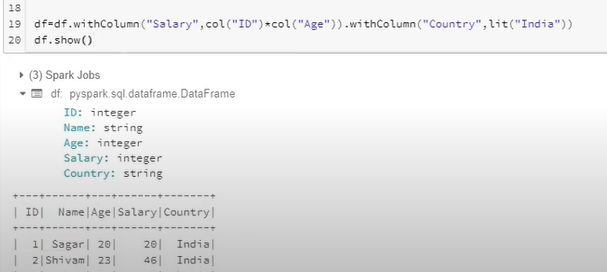 18
19 df=df.withColumn("Salary",col("ID")*col("Age")).withColumn("Country",lit("India"))
20 df.show()
(3) Spark Jobs
df: pyspark.sql.dataframe.DataFrame
ID: integer
Name: string
Age: integer
Salary: integer
Country: string
+---+------+---+------+-------+
| ID|  Name|Age|Salary|Country|
+---+------+---+------+-------+
|  1| Sagar| 20|    20|  India|
|  2|Shivam| 23|    46|  India|